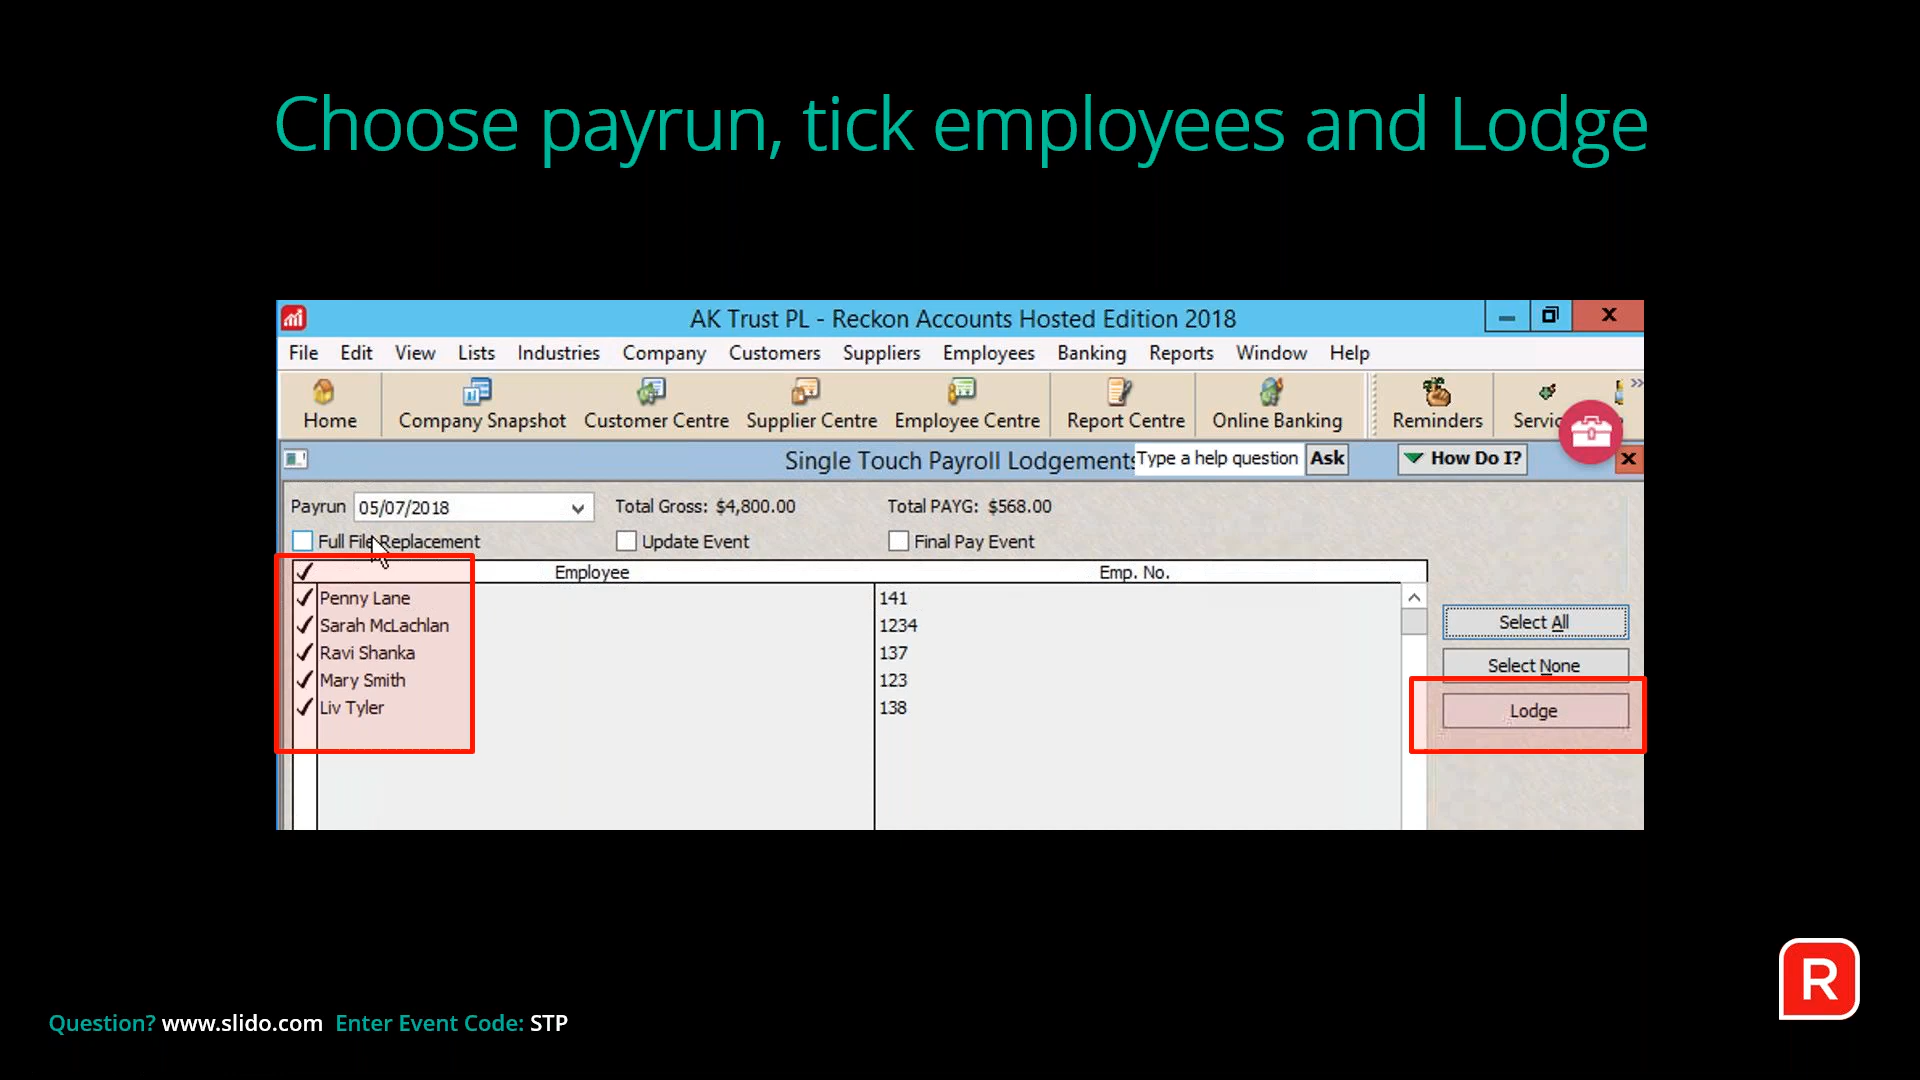 Choose payrun, tick employees and Lodge
AK Trust PL - Reckon Accounts Hosted Edition 2018
File Edit View Lists Industries Company Customers Suppliers Employees Banking Reports Window Help
Home Company Snapshot Customer Centre Supplier Centre Employee Centre Report Centre Online Banking Reminders Servic
Single Touch Payroll Lodgements Type a help question Ask How Do I?
Payrun 05/07/2018 Total Gross: $4,800.00 Total PAYG: $568.00
Full File Replacement Update Event Final Pay Event
Employee Emp. No.
Penny Lane 141
Sarah McLachlan 1234
Ravi Shanka 137
Mary Smith 123
Liv Tyler 138
Select All
Select None
Lodge
R
Question? www.slido.com Enter Event Code: STP